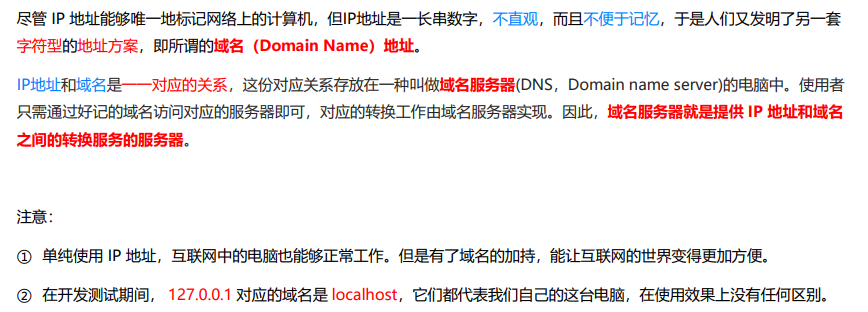 尽管 IP 地址能够唯一地标记网络上的计算机，但IP地址是一长串数字，不直观，而且不便于记忆，于是人们又发明了另一套
字符型的地址方案，即所谓的域名（Domain Name）地址。
IP地址和域名是一一对应的关系，这份对应关系存放在一种叫做域名服务器(DNS，Domain name server)的电脑中。使用者
只需通过好记的域名访问对应的服务器即可，对应的转换工作由域名服务器实现。因此，域名服务器就是提供 IP 地址和域名
之间的转换服务的服务器。
注意：
① 单纯使用 IP 地址，互联网中的电脑也能够正常工作。但是有了域名的加持，能让互联网的世界变得更加方便。
② 在开发测试期间， 127.0.0.1 对应的域名是 localhost，它们都代表我们自己的这台电脑，在使用效果上没有任何区别。